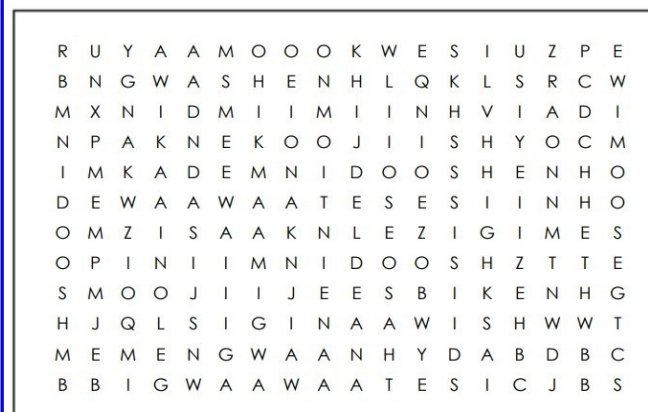 R U Y A A M O O O K W E S I U Z P E
B N G W A S H E N H L Q K L S R C W
M X N I D M I I M I I N H V I A D I
N P A K N E K O O J I I S H Y O C M
I M K A D E M N I D O O S H E N H O
D E W A A W A A T E S E S I I N H O
O M Z I S A A K N L E Z I G I M E S
O P I N I I M N I D O O S H Z T T E
S M O O J I I J E E S B I K E N H G
H J Q L S I G I N A A W I S H W W T
M E M E N G W A A N H Y D A B D B C
B B I G W A A W A A T E S I C J B S